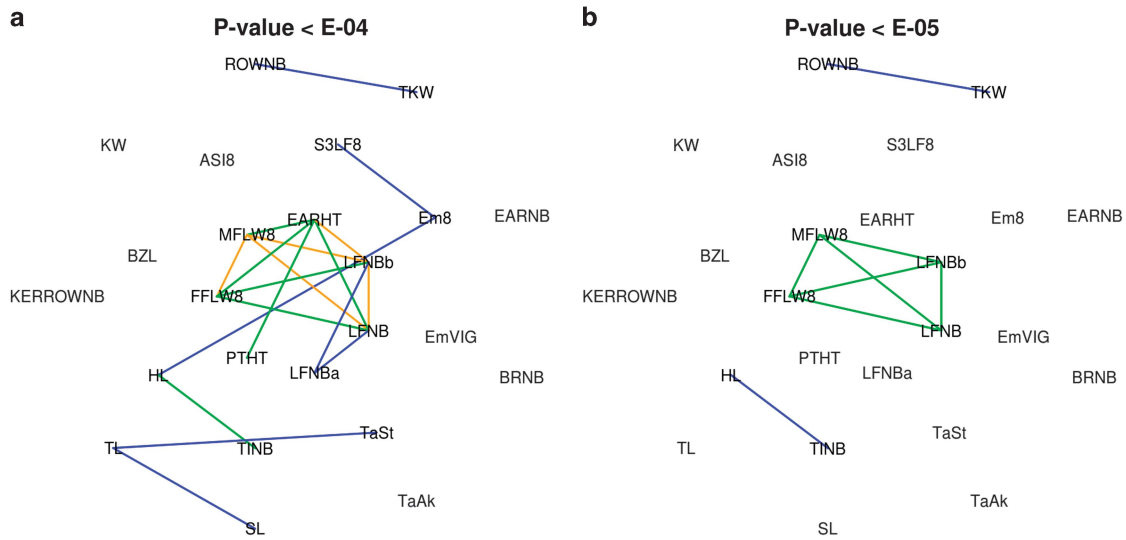 a
P-value < E-04
ROWNB
TKW
KW
ASI8
S3LF8
EARHT
Em8
EARNB
MFLW8
BZL
LFNBb
KERROWNB
FFLW8
LFNB
EmVIG
PTHT
HL
LFNBa
BRNB
TaSt
TL
TINB
TaAk
SL
b
P-value < E-05
ROWNB
TKW
KW
ASI8
S3LF8
EARHT
Em8
EARNB
MFLW8
BZL
LFNBb
KERROWNB
FFLW8
LFNB
EmVIG
PTHT
HL
LFNBa
BRNB
TaSt
TL
TINB
TaAk
SL